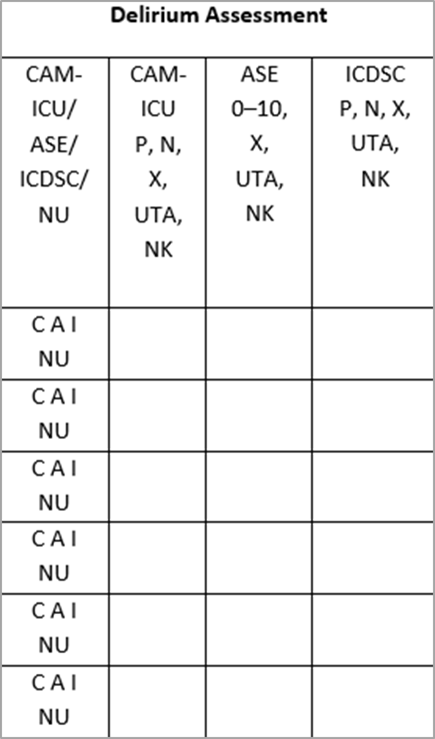 Delirium Assessment
CAM-
ICU/
ASE/
ICDSC/
NU
CAM-
ICU
P, N,
X,
UTA,
NK
ASE
0–10,
X,
UTA,
NK
ICDSC
P, N, X,
UTA,
NK
C A I
NU
C A I
NU
C A I
NU
C A I
NU
C A I
NU
C A I
NU